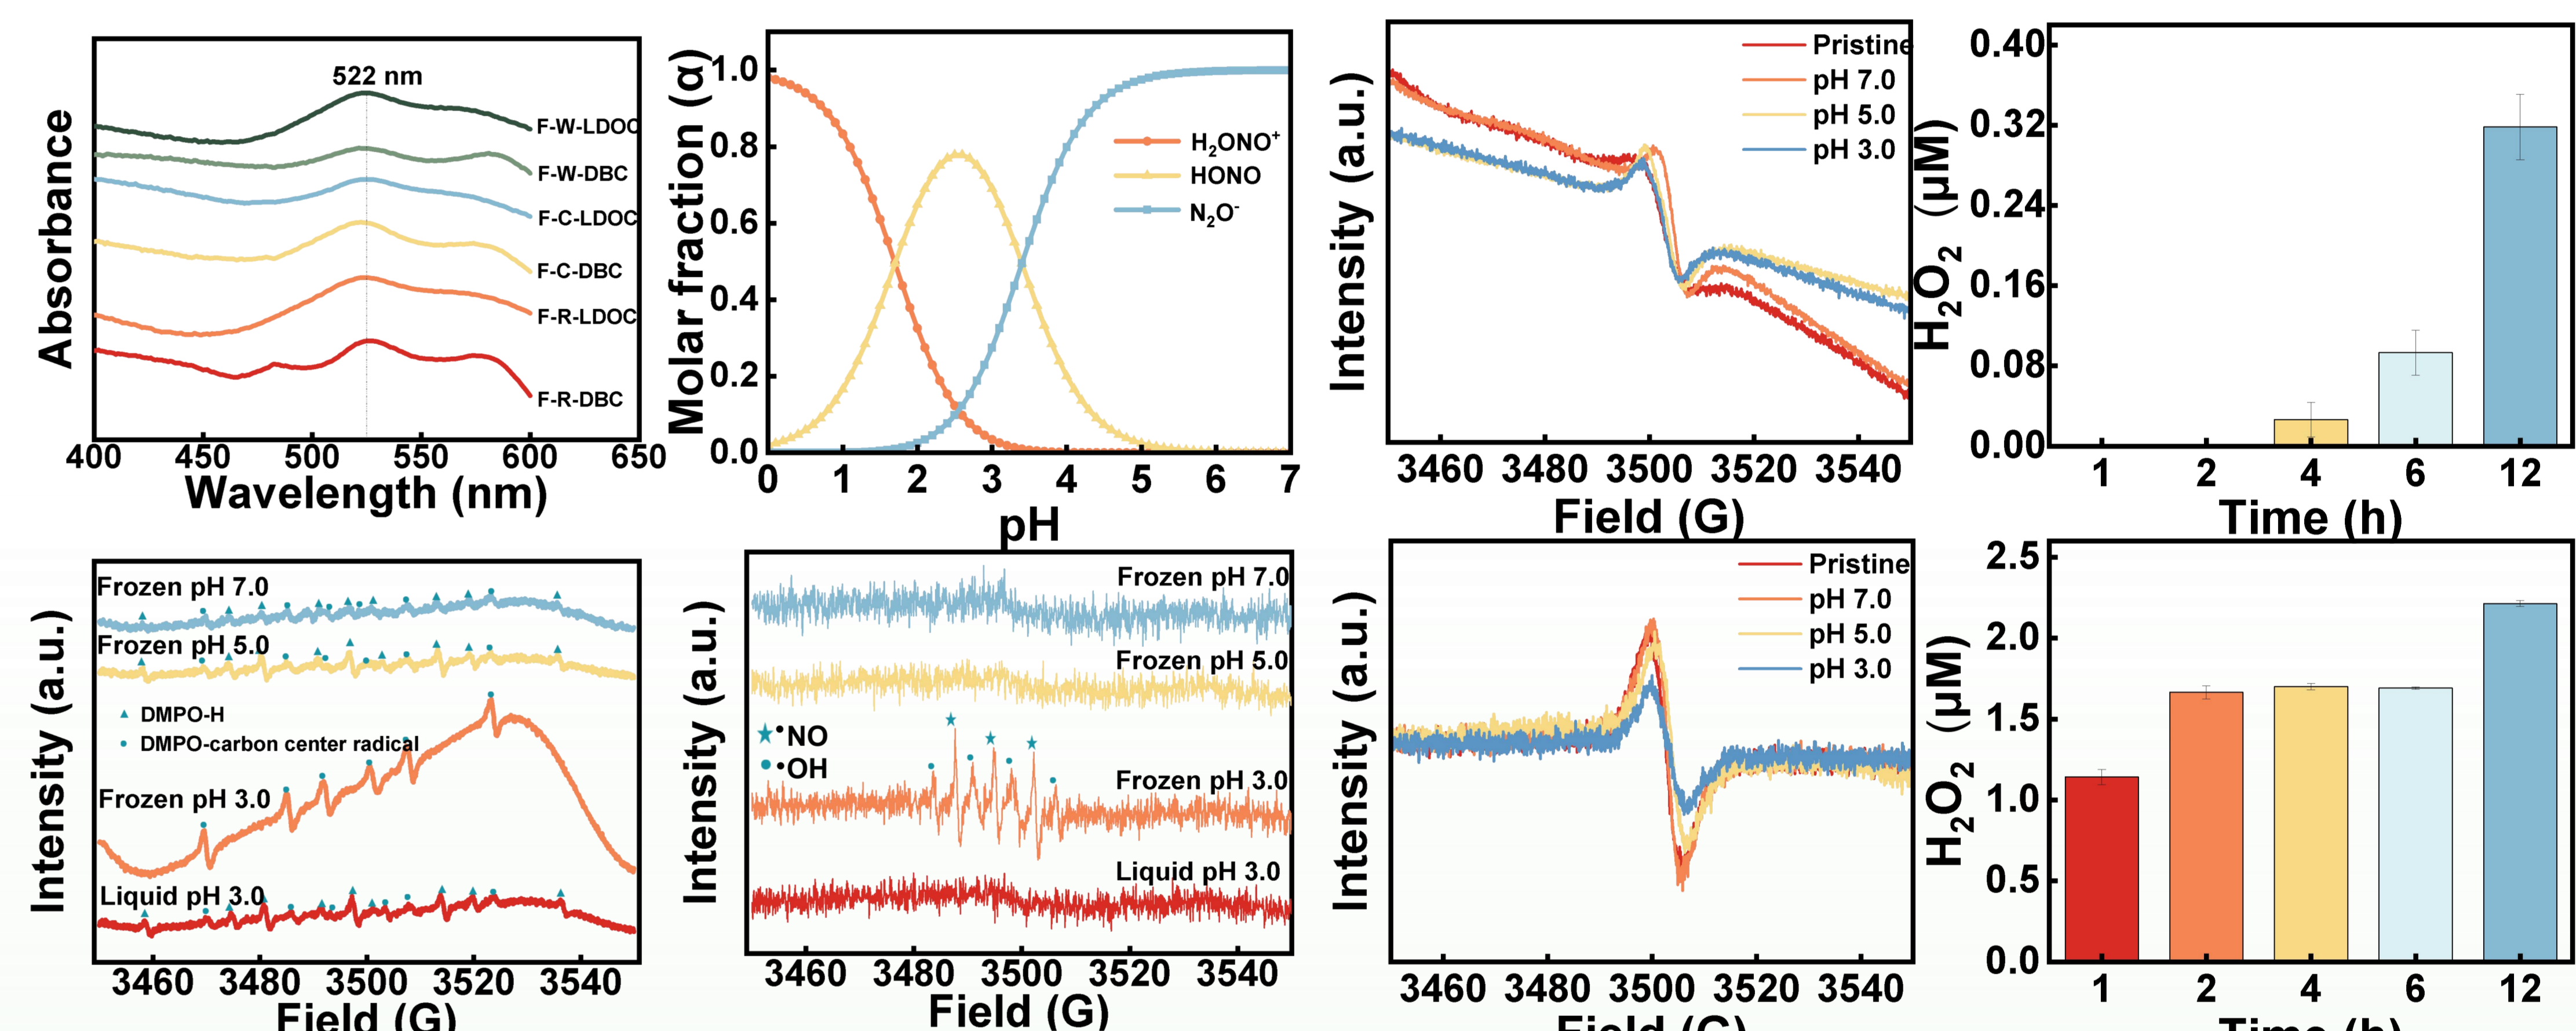 Absorbance
522 nm
F-W-LDOC
F-W-DBC
F-C-LDOC
F-C-DBC
F-R-LDOC
F-R-DBC
400 450 500 550 600 650
Wavelength (nm)
Molar fraction (α)
1.0
0.8
0.6
0.4
0.2
0.0
H₂ONO⁺
HONO
N₂O⁻
0 1 2 3 4 5 6 7
pH
Intensity (a.u.)
Pristine
pH 7.0
pH 5.0
pH 3.0
3460 3480 3500 3520 3540
Field (G)
H₂O₂ (μM)
0.40
0.32
0.24
0.16
0.08
0.00
1 2 4 6 12
Time (h)
Intensity (a.u.)
Frozen pH 7.0
Frozen pH 5.0
DMPO-H
DMPO-carbon center radical
Frozen pH 3.0
Liquid pH 3.0
3460 3480 3500 3520 3540
Field (G)
Intensity (a.u.)
Frozen pH 7.0
Frozen pH 5.0
•NO
•OH
Frozen pH 3.0
Liquid pH 3.0
3460 3480 3500 3520 3540
Field (G)
Intensity (a.u.)
Pristine
pH 7.0
pH 5.0
pH 3.0
3460 3480 3500 3520 3540
Field (G)
H₂O₂ (μM)
2.5
2.0
1.5
1.0
0.5
0.0
1 2 4 6 12
Time (h)